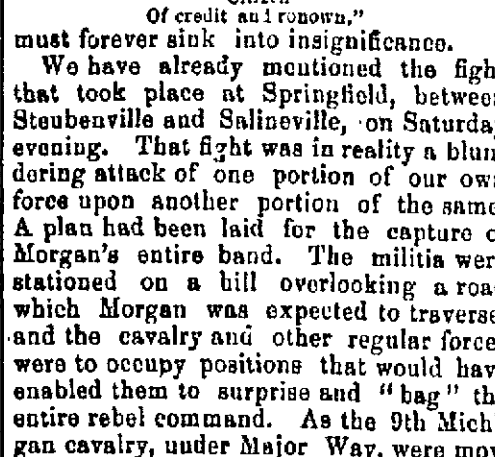 Of credit and renown,"
must forever sink into insignificance.
We have already mentioned the figh
that took place at Springfield, betwee
Steubenville and Salineville, on Saturda
evening. That fight was in reality a blun
dering attack of one portion of our ow
force upon another portion of the same
A plan had been laid for the capture o
Morgan's entire band. The militia wer
stationed on a hill overlooking a roa
which Morgan was expected to traverse
and the cavalry and other regular force
were to occupy positions that would hav
enabled them to surprise and "bag" th
entire rebel command. As the 9th Mich
gan cavalry, under Major Way, were mov